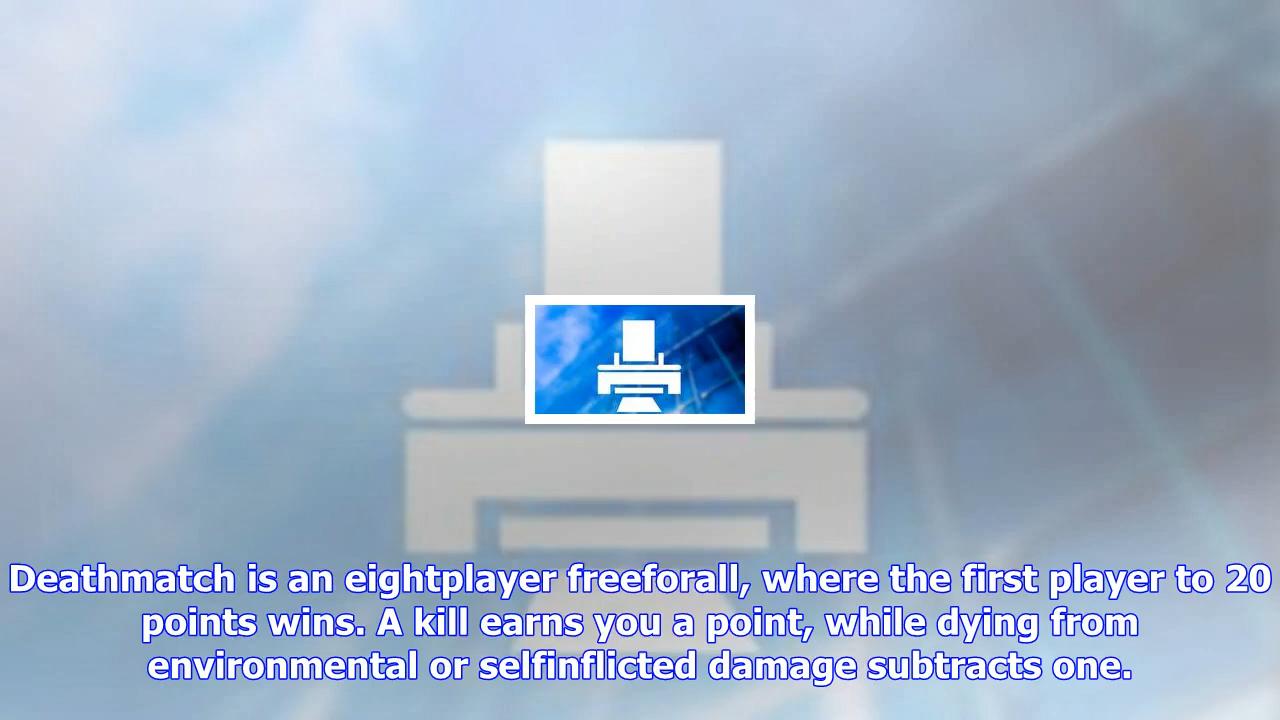 Deathmatch is an eightplayer freeforall, where the first player to 20
points wins. A kill earns you a point, while dying from
environmental or selfinflicted damage subtracts one.